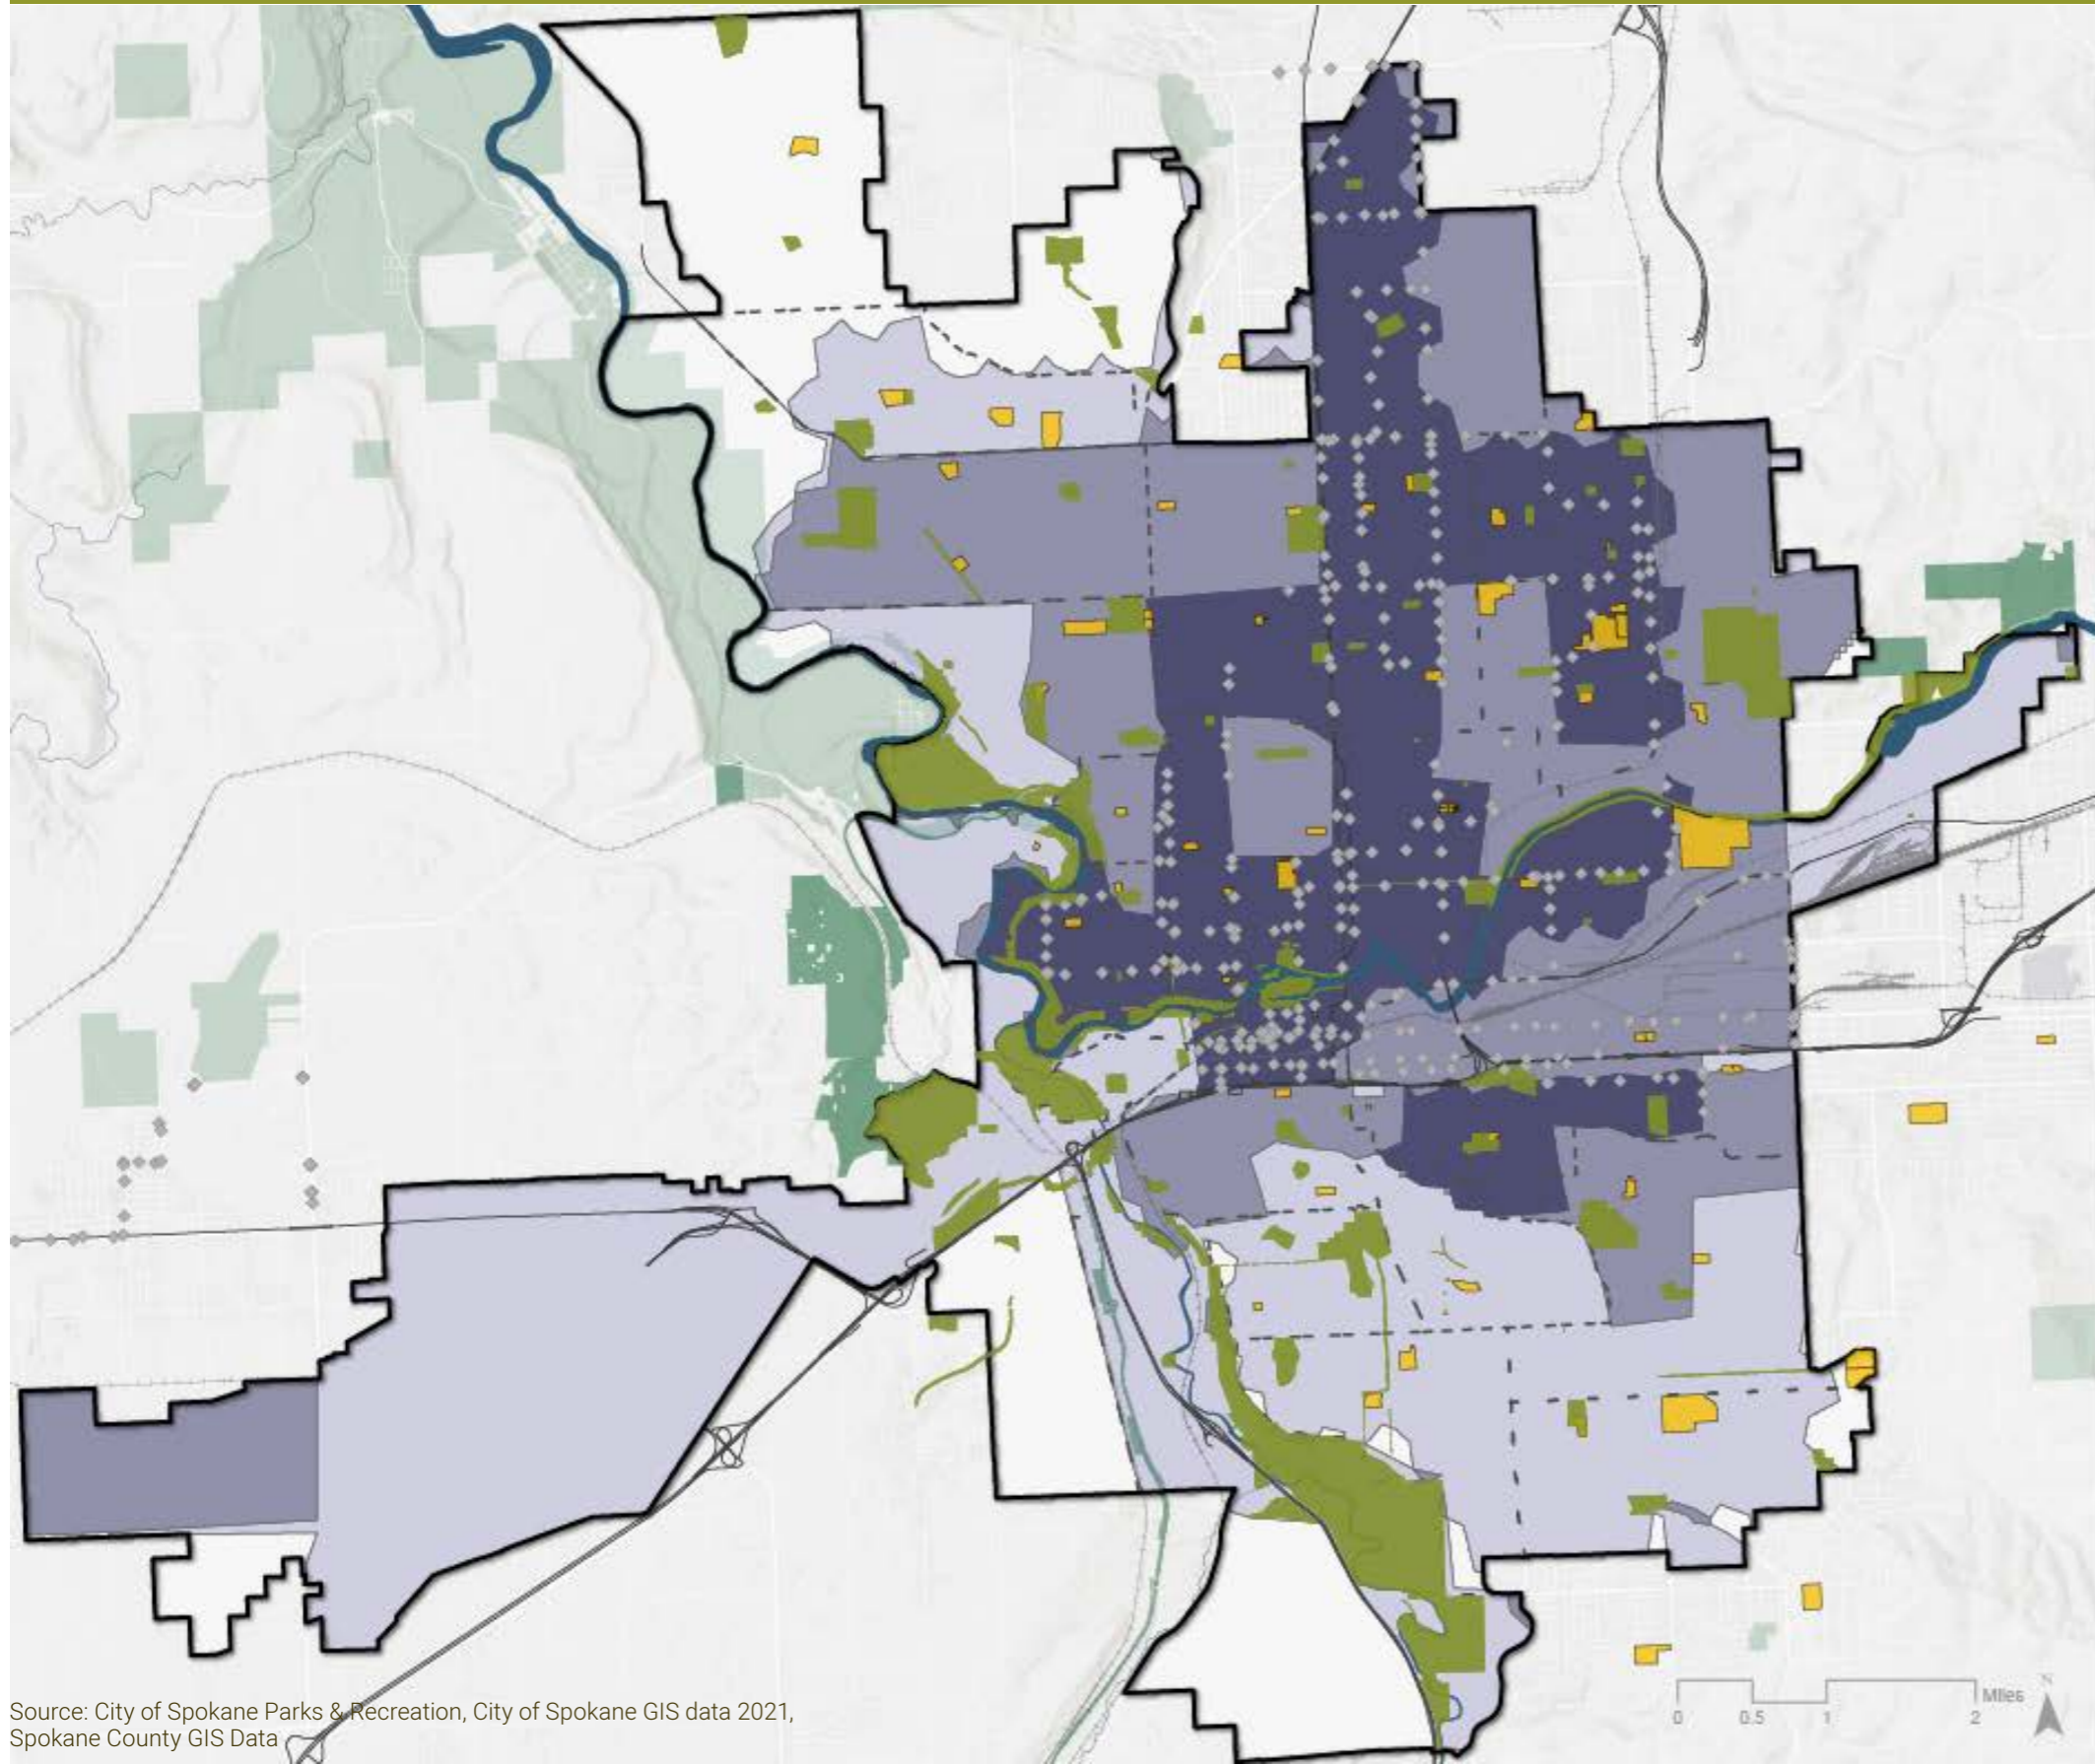 Source: City of Spokane Parks & Recreation, City of Spokane GIS data 2021,
Spokane County GIS Data
N
Miles
0 0.5 1 2